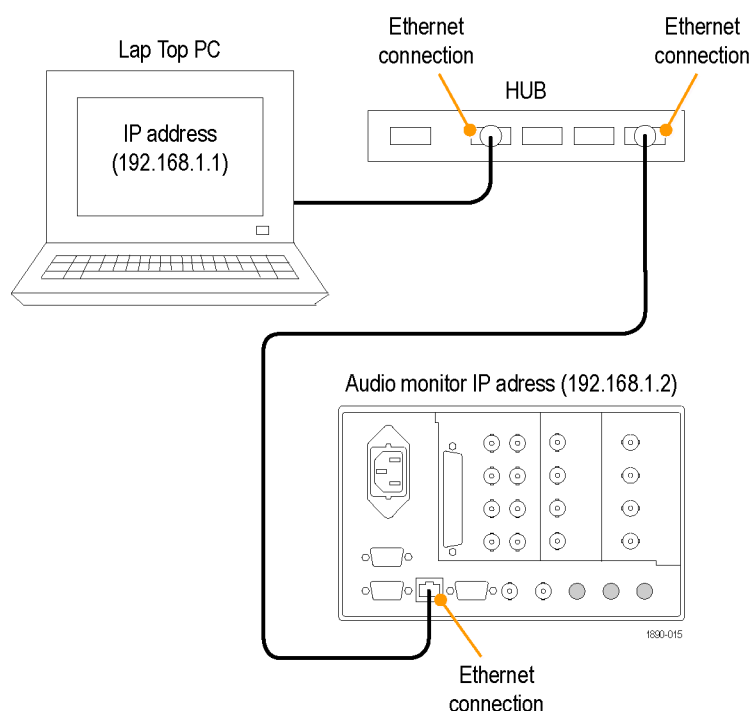 Ethernet
connection
Ethernet
connection
Lap Top PC
HUB
IP address
(192.168.1.1)
Audio monitor IP adress (192.168.1.2)
1890-015
Ethernet
connection